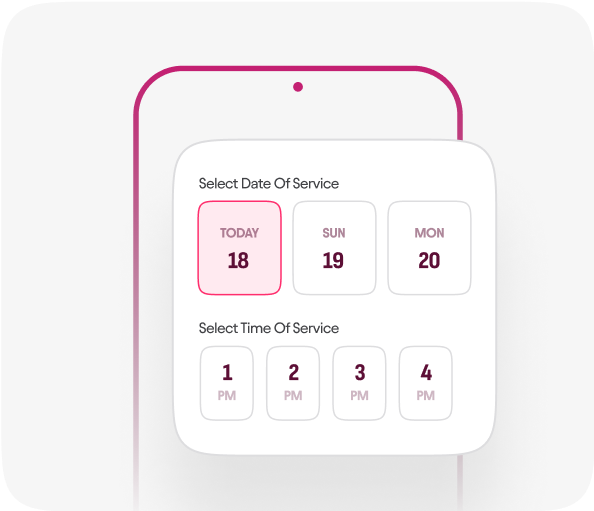 Select Date Of Service
TODAY SUN MON
18 19 20
Select Time Of Service
1 2 3 4
PM PM PM PM